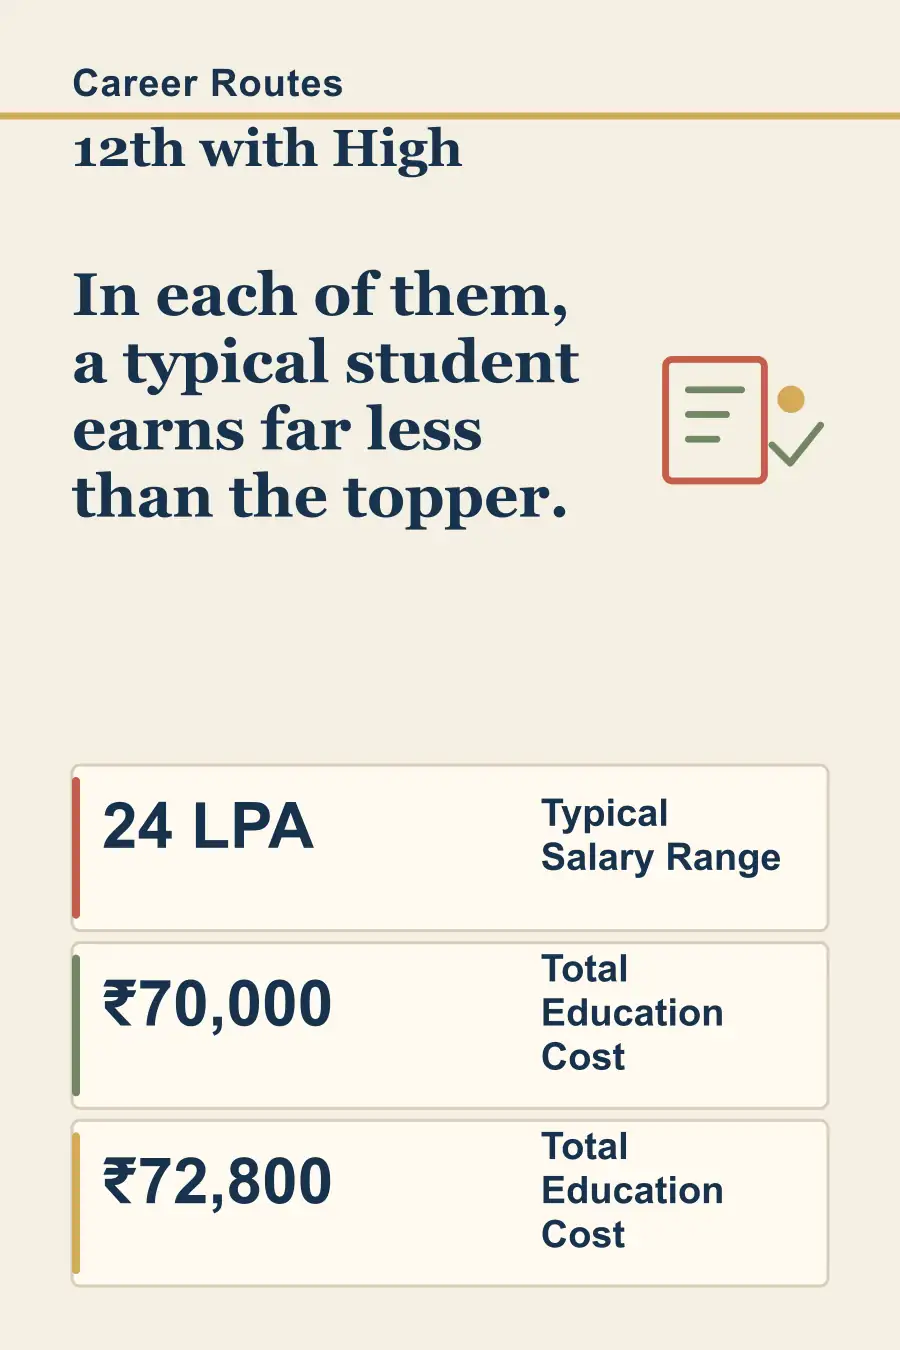 Career Routes
12th with High
In each of them,
a typical student
earns far less
than the topper.
24 LPA
Typical
Salary Range
₹70,000
Total
Education
Cost
₹72,800
Total
Education
Cost